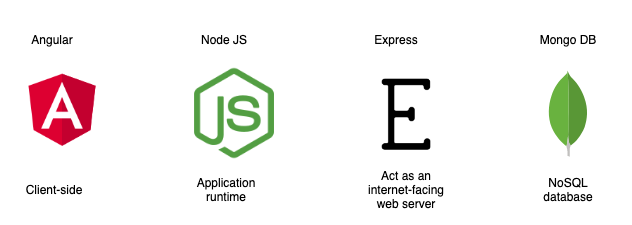 Angular
Node JS
Express
Mongo DB
A
JS
E
Client-side
Application
runtime
Act as an
internet-facing
web server
NoSQL
database